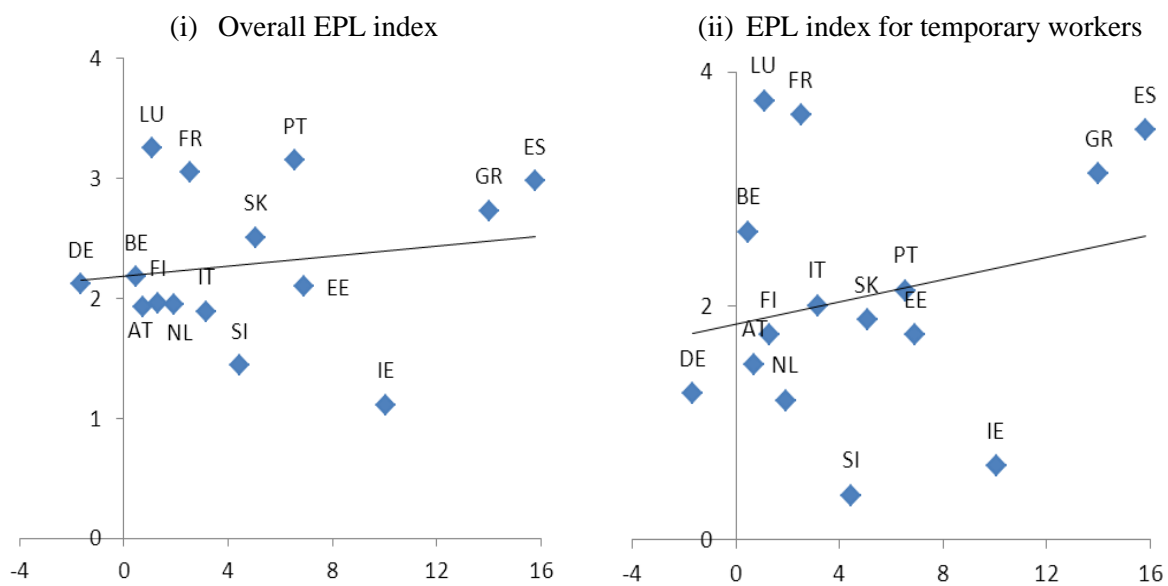 (i) Overall EPL index
4
LU
FR
PT
ES
GR
3
SK
DE
BE
FI
IT
EE
2
AT
NL
SI
IE
1
0
-4 0 4 8 12 16
(ii) EPL index for temporary workers
LU
FR
4
ES
GR
BE
IT
PT
SK
2
FI
EE
AT
DE
NL
IE
SI
0
-4 0 4 8 12 16